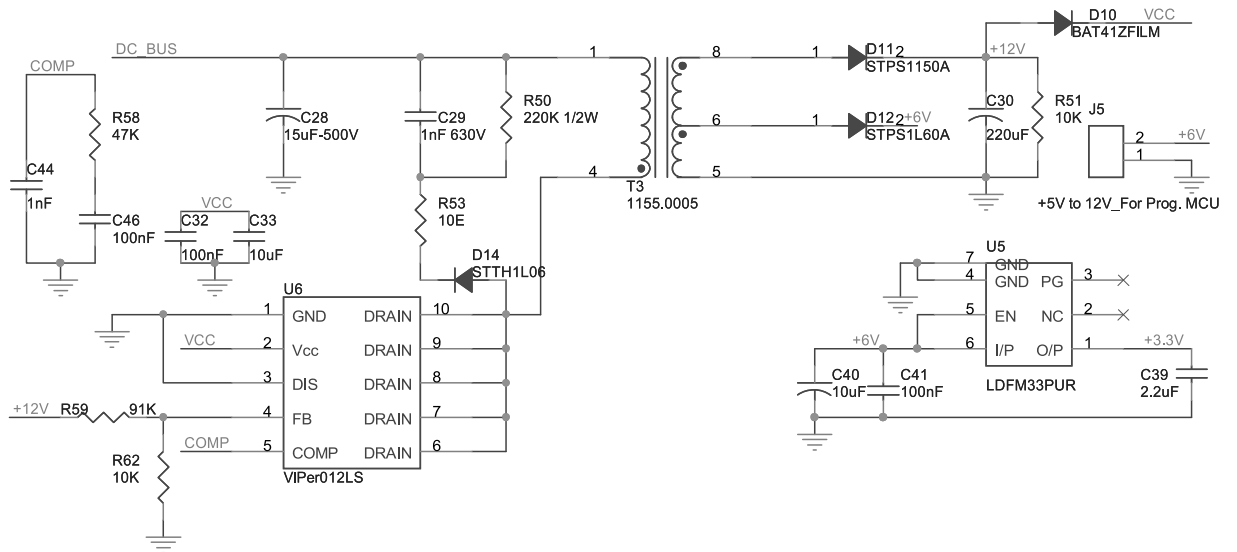 D10
VCC
BAT41ZFILM
DC_BUS
1
8
1
D11
2
STPS1150A
+12V
COMP
R58
47K
C28
15uF-500V
C29
1nF 630V
R50
220K 1/2W
6
1
D12
2
+6V
STPS1L60A
C30
220uF
R51
10K
J5
2
+6V
1
C44
1nF
4
T3
1155.0005
5
+5V to 12V_For Prog. MCU
C46
100nF
VCC
C32
100nF
C33
10uF
R53
10E
D14
STTH1L06
U5
7
GND
4
GND
PG
3
5
EN
NC
2
6
I/P
O/P
1
+6V
+3.3V
C40
10uF
C41
100nF
LDFM33PUR
C39
2.2uF
U6
1
GND
DRAIN
10
VCC
2
Vcc
DRAIN
9
3
DIS
DRAIN
8
+12V
R59
91K
4
FB
DRAIN
7
COMP
5
COMP
DRAIN
6
R62
10K
VIPer012LS